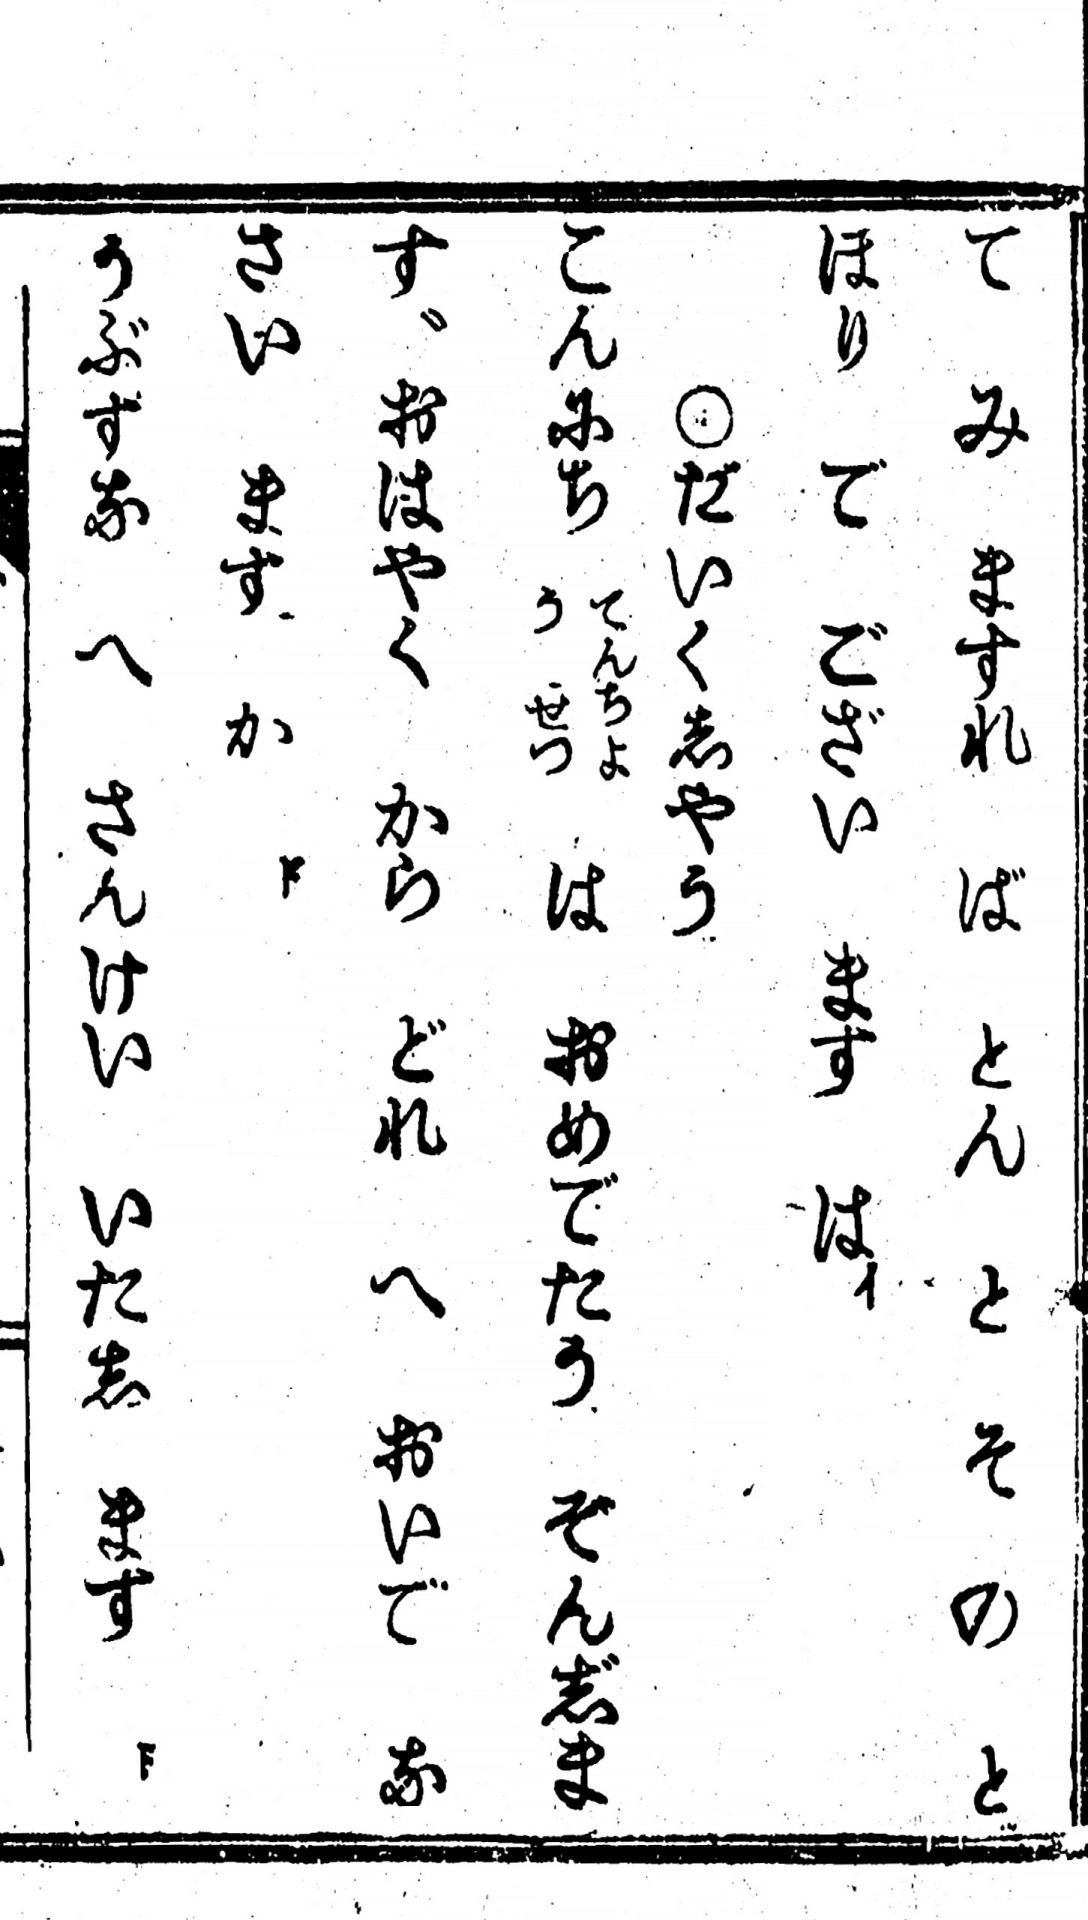 て み ますれ ば とん と その と
ほり で ござい ます はイ
○だいくしやう
こんにち てんちよう せつ は おめでたう ぞんじま
す、おはやく から どれ へ おいで な
さい ます か
うぶすな へ さんけい いたし ます